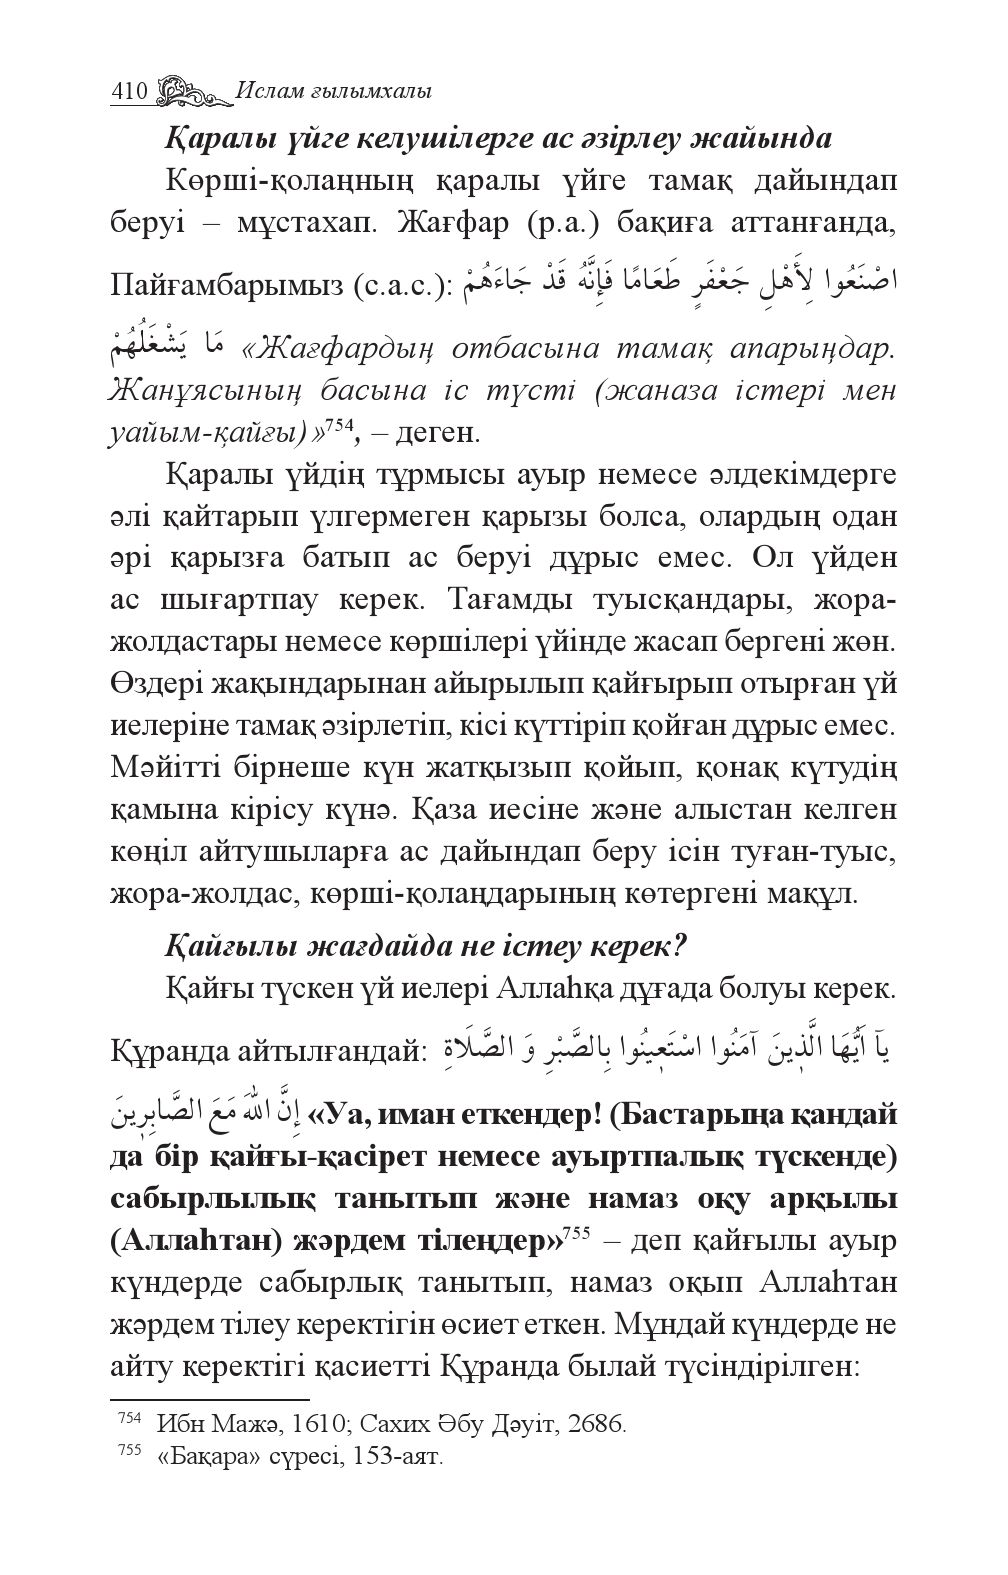 410 Ислам ғылымхалы
Қаралы үйге келушілерге ас әзірлеу жайында
Көрші-қолаңның қаралы үйге тамақ дайындап
беруі – мұстахап. Жағфар (р.а.) бақиға аттанғанда,
Пайғамбарымыз (с.а.с.): اصْنَعُوا لِأَهْلِ جَعْفَرٍ طَعَامًا فَإِنَّهُ قَدْ جَاءَهُمْ
مَا يَشْغَلُهُمْ «Жағфардың отбасына тамақ апарыңдар.
Жанұясының басына іс түсті (жаназа істері мен
уайым-қайғы)»754, – деген.
Қаралы үйдің тұрмысы ауыр немесе әлдекімдерге
әлі қайтарып үлгермеген қарызы болса, олардың одан
әрі қарызға батып ас беруі дұрыс емес. Ол үйден
ас шығартпау керек. Тағамды туысқандары, жора-
жолдастары немесе көршілері үйінде жасап бергені жөн.
Өздері жақындарынан айырылып қайғырып отырған үй
иелеріне тамақ әзірлетіп, кісі күттіріп қойған дұрыс емес.
Мәйітті бірнеше күн жатқызып қойып, қонақ күтудің
қамына кірісу күнә. Қаза иесіне және алыстан келген
көңіл айтушыларға ас дайындап беру ісін туған-туыс,
жора-жолдас, көрші-қолаңдарының көтергені мақұл.
Қайғылы жағдайда не істеу керек?
Қайғы түскен үй иелері Аллаһқа дұғада болуы керек.
Құранда айтылғандай: يَآ اَيُّهَا الَّذٖينَ آمَنُوا اسْتَعٖينُوا بِالصَّبْرِ وَ الصَّلَاةِ
إِنَّ اللهَ مَعَ الصَّابِرٖينَ «Уа, иман еткендер! (Бастарыңа қандай
да бір қайғы-қасірет немесе ауыртпалық түскенде)
сабырлылық танытып және намаз оқу арқылы
(Аллаһтан) жәрдем тілеңдер»755 – деп қайғылы ауыр
күндерде сабырлық танытып, намаз оқып Аллаһтан
жәрдем тілеу керектігін өсиет еткен. Мұндай күндерде не
айту керектігі қасиетті Құранда былай түсіндірілген:
754 Ибн Мажә, 1610; Сахих Әбу Дәуіт, 2686.
755 «Бақара» сүресі, 153-аят.